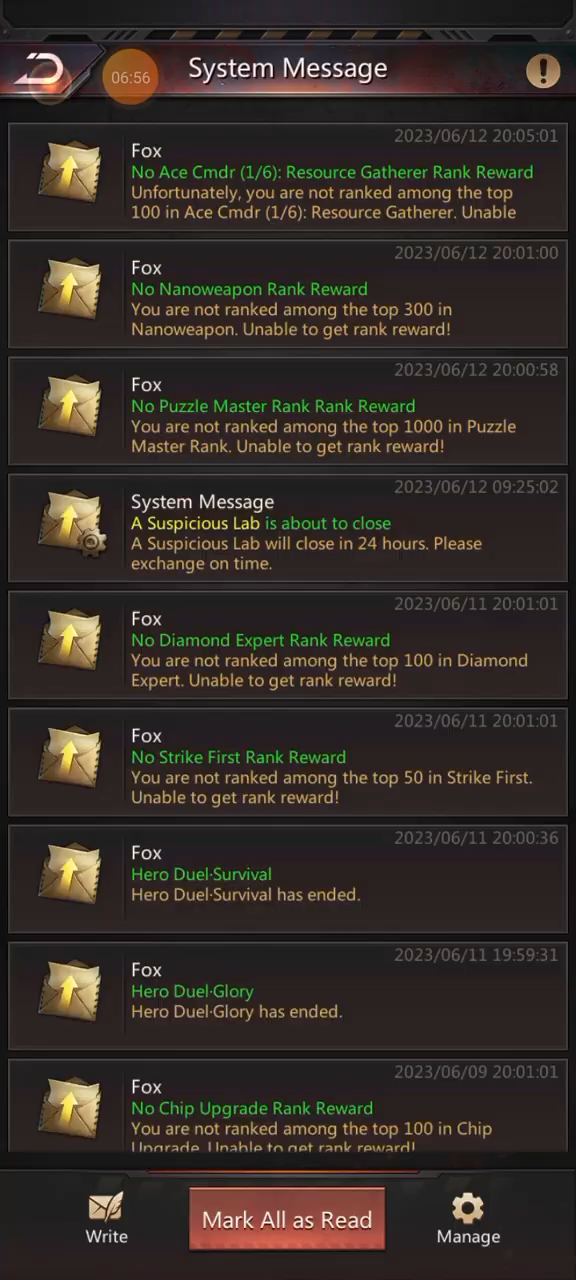 06:56
System Message
2023/06/12 20:05:01
Fox
No Ace Cmdr (1/6): Resource Gatherer Rank Reward
Unfortunately, you are not ranked among the top
100 in Ace Cmdr (1/6): Resource Gatherer. Unable
2023/06/12 20:01:00
Fox
No Nanoweapon Rank Reward
You are not ranked among the top 300 in
Nanoweapon. Unable to get rank reward!
2023/06/12 20:00:58
Fox
No Puzzle Master Rank Rank Reward
You are not ranked among the top 1000 in Puzzle
Master Rank. Unable to get rank reward!
2023/06/12 09:25:02
System Message
A Suspicious Lab is about to close
A Suspicious Lab will close in 24 hours. Please
exchange on time.
2023/06/11 20:01:01
Fox
No Diamond Expert Rank Reward
You are not ranked among the top 100 in Diamond
Expert. Unable to get rank reward!
2023/06/11 20:01:01
Fox
No Strike First Rank Reward
You are not ranked among the top 50 in Strike First.
Unable to get rank reward!
2023/06/11 20:00:36
Fox
Hero Duel·Survival
Hero Duel·Survival has ended.
2023/06/11 19:59:31
Fox
Hero Duel·Glory
Hero Duel·Glory has ended.
2023/06/09 20:01:01
Fox
No Chip Upgrade Rank Reward
You are not ranked among the top 100 in Chip
Upgrade. Unable to get rank reward!
Write
Mark All as Read
Manage